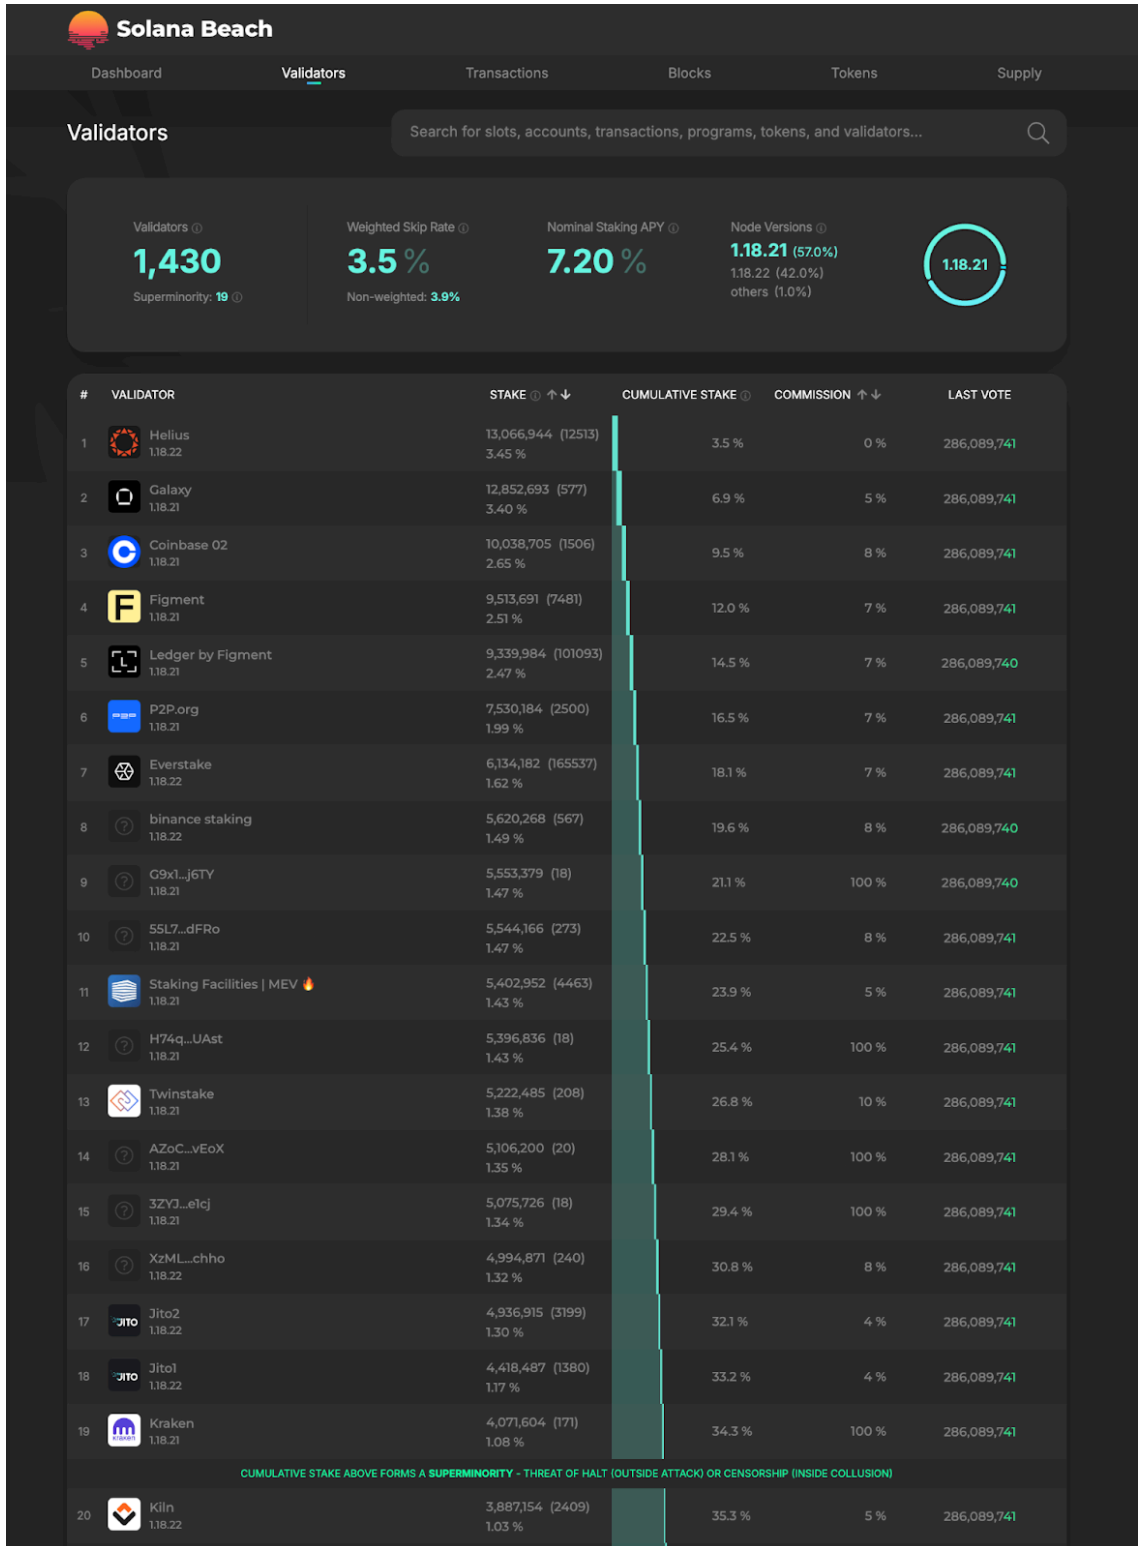 Solana Beach
Dashboard Validators Transactions Blocks Tokens Supply
Validators
Search for slots, accounts, transactions, programs, tokens, and validators...
Validators Weighted Skip Rate Nominal Staking APY Node Versions
1,430 3.5 % 7.20 % 1.18.21 (57.0%)
1.18.22 (42.0%)
others (1.0%)
1.18.21
Superminority: 19 Non-weighted: 3.9%
# VALIDATOR STAKE CUMULATIVE STAKE COMMISSION LAST VOTE
1 Helius 13,066,944 (12513) 3.5 % 0 % 286,089,741
1.18.22 3.45 %
2 Galaxy 12,852,693 (577) 6.9 % 5 % 286,089,741
1.18.21 3.40 %
3 Coinbase 02 10,038,705 (1506) 9.5 % 8 % 286,089,741
1.18.21 2.65 %
4 F Figment 9,513,691 (7481) 12.0 % 7 % 286,089,741
1.18.21 2.51 %
5 L Ledger by Figment 9,339,984 (101093) 14.5 % 7 % 286,089,740
1.18.21 2.47 %
6 P2P P2P.org 7,530,184 (2500) 16.5 % 7 % 286,089,741
1.18.21 1.99 %
7 Everstake 6,134,182 (165537) 18.1 % 7 % 286,089,741
1.18.22 1.62 %
8 binance staking 5,620,268 (567) 19.6 % 8 % 286,089,740
1.18.22 1.49 %
9 G9x1...j6TY 5,553,379 (18) 21.1 % 100 % 286,089,740
1.18.21 1.47 %
10 55L7...dFRo 5,544,166 (273) 22.5 % 8 % 286,089,741
1.18.21 1.47 %
11 Staking Facilities | MEV 🔥 5,402,952 (4463) 23.9 % 5 % 286,089,741
1.18.21 1.43 %
12 H74q...UAst 5,396,836 (18) 25.4 % 100 % 286,089,741
1.18.21 1.43 %
13 Twinstake 5,222,485 (208) 26.8 % 10 % 286,089,741
1.18.21 1.38 %
14 AZoC...vEoX 5,106,200 (20) 28.1 % 100 % 286,089,741
1.18.21 1.35 %
15 3ZYJ...e1cj 5,075,726 (18) 29.4 % 100 % 286,089,741
1.18.21 1.34 %
16 XzML...chho 4,994,871 (240) 30.8 % 8 % 286,089,741
1.18.22 1.32 %
17 JITO Jito2 4,936,915 (3199) 32.1 % 4 % 286,089,741
1.18.22 1.30 %
18 JITO Jito1 4,418,487 (1380) 33.2 % 4 % 286,089,741
1.18.22 1.17 %
19 kraken Kraken 4,071,604 (171) 34.3 % 100 % 286,089,741
1.18.21 1.08 %
CUMULATIVE STAKE ABOVE FORMS A SUPERMINORITY - THREAT OF HALT (OUTSIDE ATTACK) OR CENSORSHIP (INSIDE COLLUSION)
20 Kiln 3,887,154 (2409) 35.3 % 5 % 286,089,741
1.18.22 1.03 %